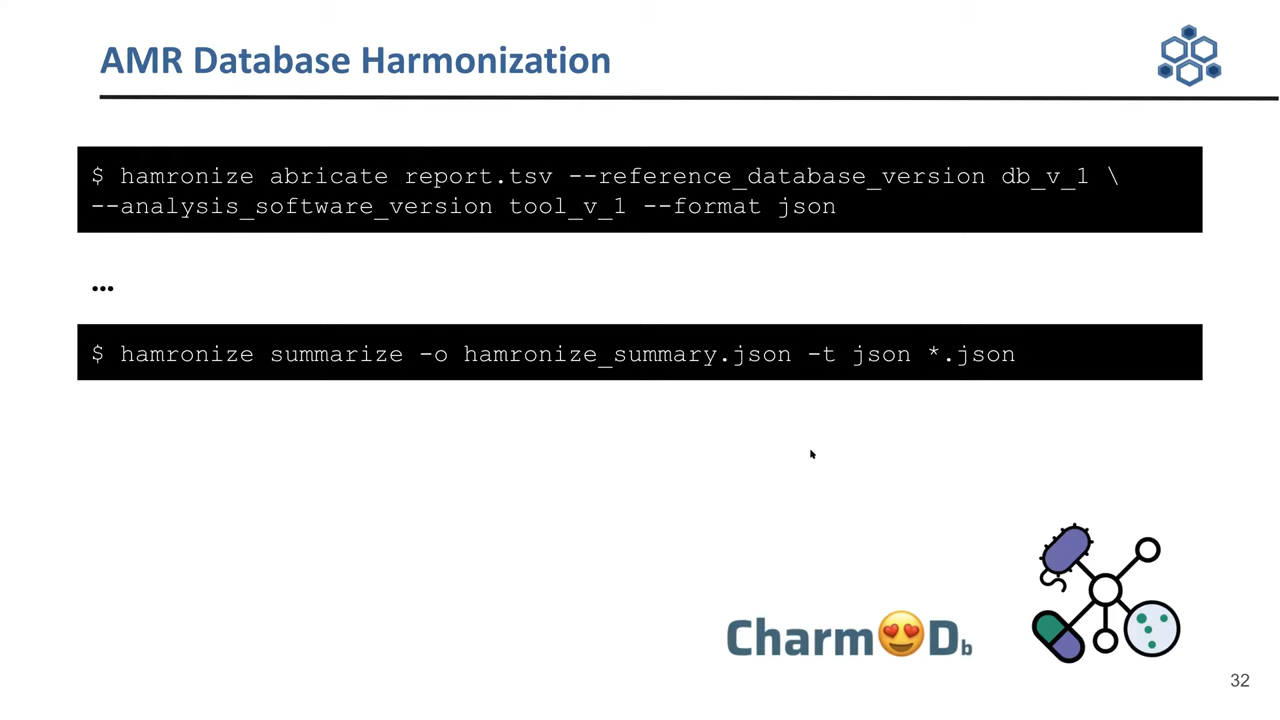 AMR Database Harmonization
$ hamronize abricate report.tsv --reference_database_version db_v_1 \
--analysis_software_version tool_v_1 --format json
...
$ hamronize summarize -o hamronize_summary.json -t json *.json
Charm😍Db
32